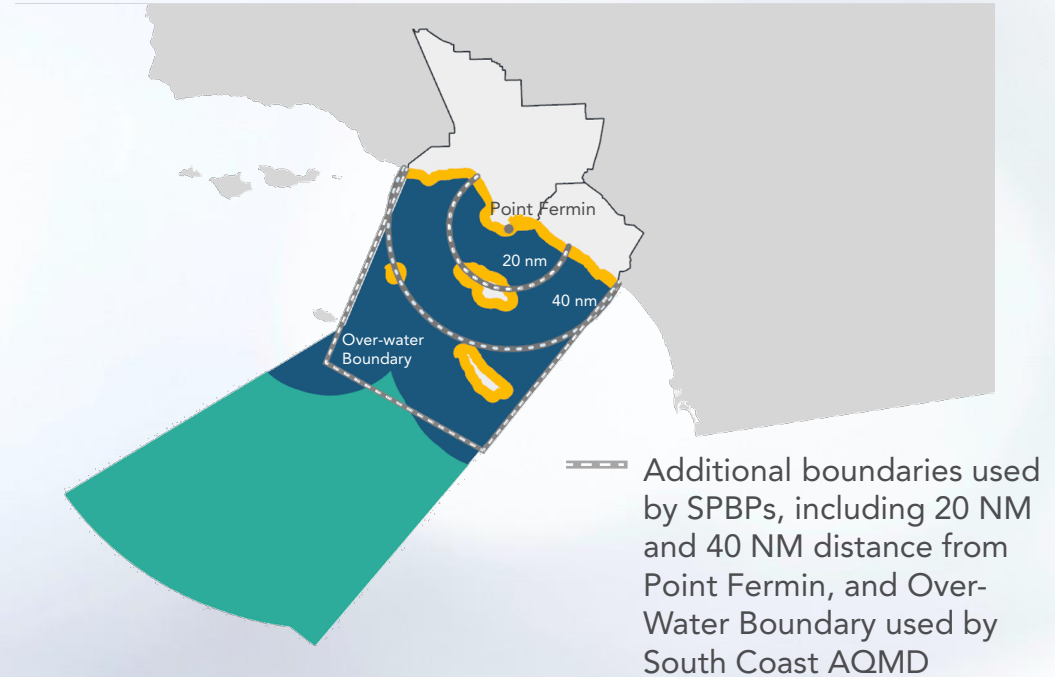 Point Fermin
20 nm
40 nm
Over-water
Boundary
Additional boundaries used
by SPBPs, including 20 NM
and 40 NM distance from
Point Fermin, and Over-
Water Boundary used by
South Coast AQMD